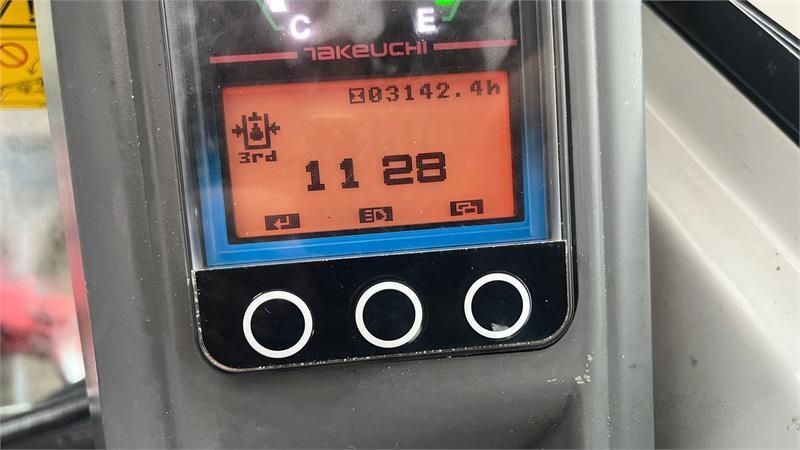 C E
TAKEUCHI
03142.4h
3rd
11 28